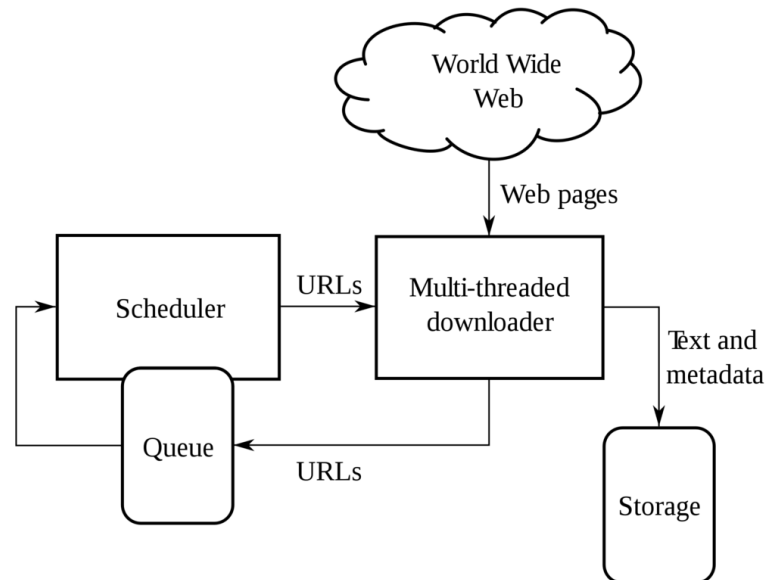 World Wide
Web
Web pages
Scheduler
URLs
Multi-threaded
downloader
Text and
metadata
Queue
URLs
Storage